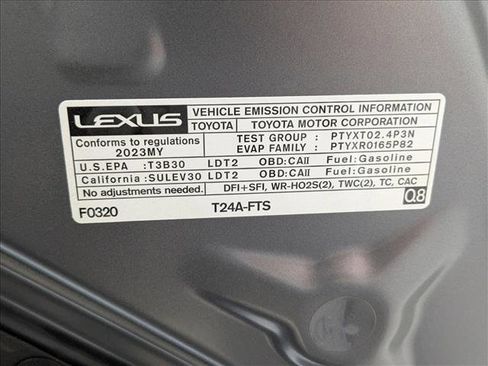 LEXUS VEHICLE EMISSION CONTROL INFORMATION
TOYOTA TOYOTA MOTOR CORPORATION
Conforms to regulations TEST GROUP : PTYXT02.4P3N
2023MY EVAP FAMILY : PTYXR0165P82
U.S.EPA :T3B30 LDT2 OBD:CAII Fuel:Gasoline
California :SULEV30 LDT2 OBD:CAII Fuel:Gasoline
No adjustments needed. DFI+SFI, WR-HO2S(2), TWC(2), TC, CAC
F0320 T24A-FTS Q8